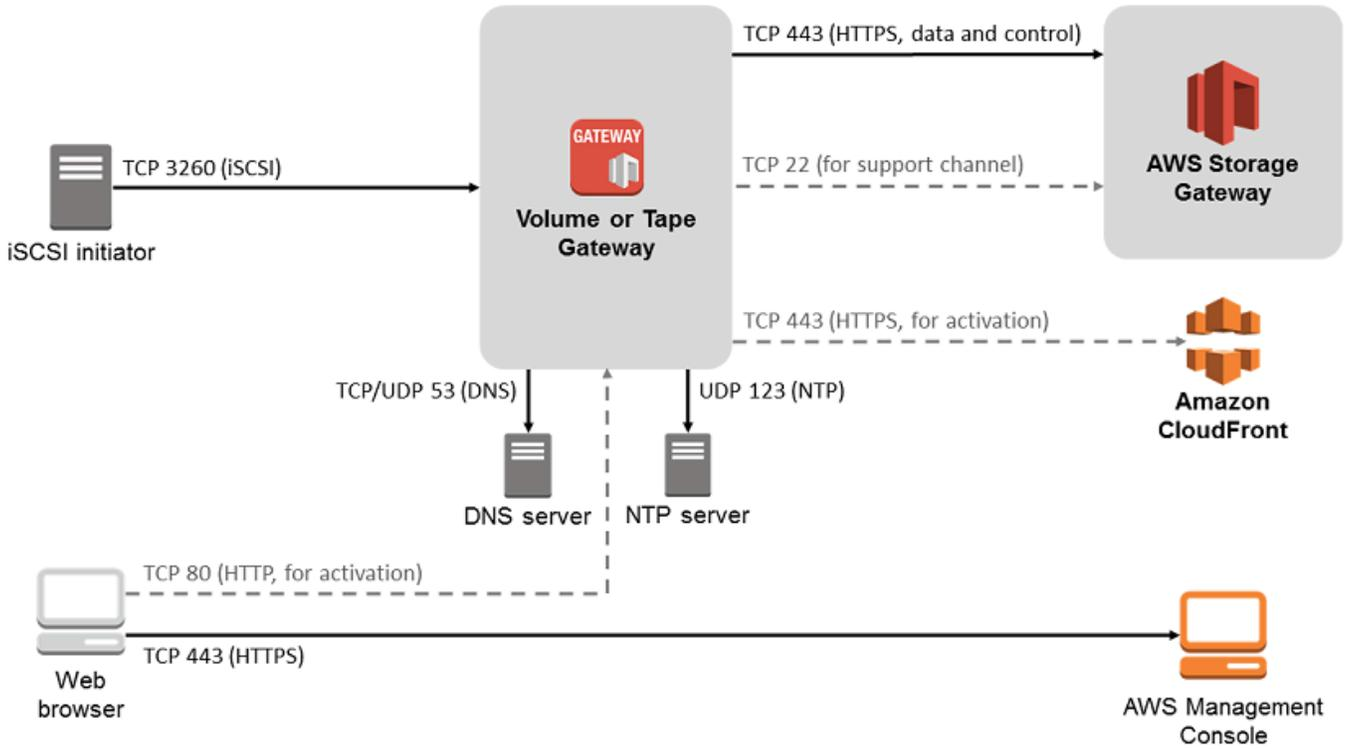 TCP 443 (HTTPS, data and control)
GATEWAY
TCP 3260 (iSCSI)
TCP 22 (for support channel)
AWS Storage
Gateway
Volume or Tape
Gateway
iSCSI initiator
TCP 443 (HTTPS, for activation)
TCP/UDP 53 (DNS)
UDP 123 (NTP)
Amazon
CloudFront
DNS server
NTP server
TCP 80 (HTTP, for activation)
TCP 443 (HTTPS)
Web
browser
AWS Management
Console